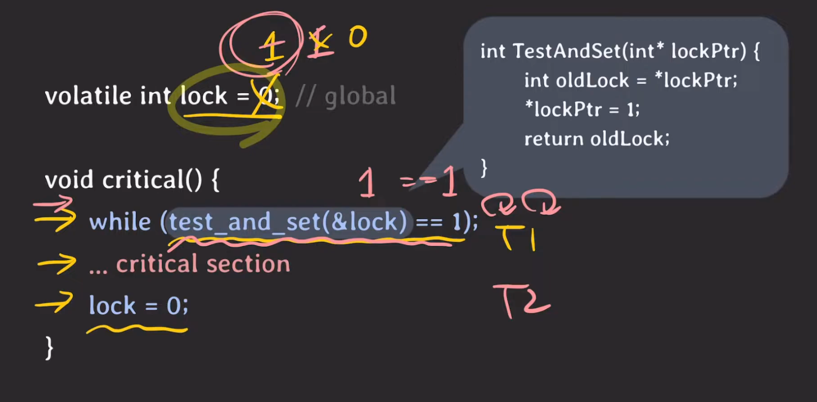 1 1 0
volatile int lock = 0; // global
int TestAndSet(int* lockPtr) {
int oldLock = *lockPtr;
*lockPtr = 1;
return oldLock;
}
void critical() {
1 == 1
while (test_and_set(&lock) == 1);
T1
... critical section
T2
lock = 0;
}